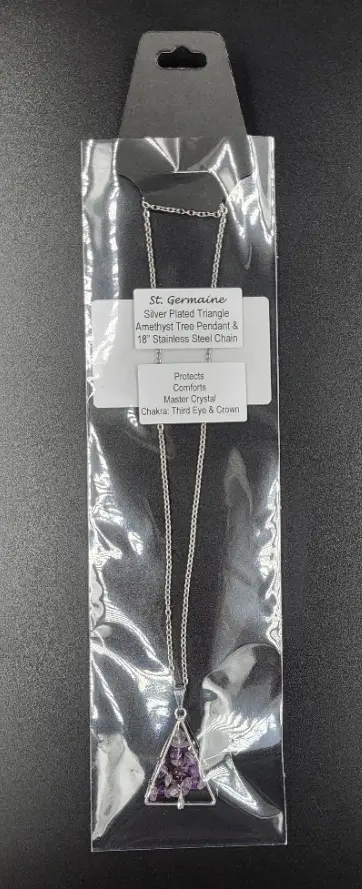 St. Germaine
Silver Plated Triangle
Amethyst Tree Pendant &
18" Stainless Steel Chain
Protects
Comforts
Master Crystal
Chakra: Third Eye & Crown